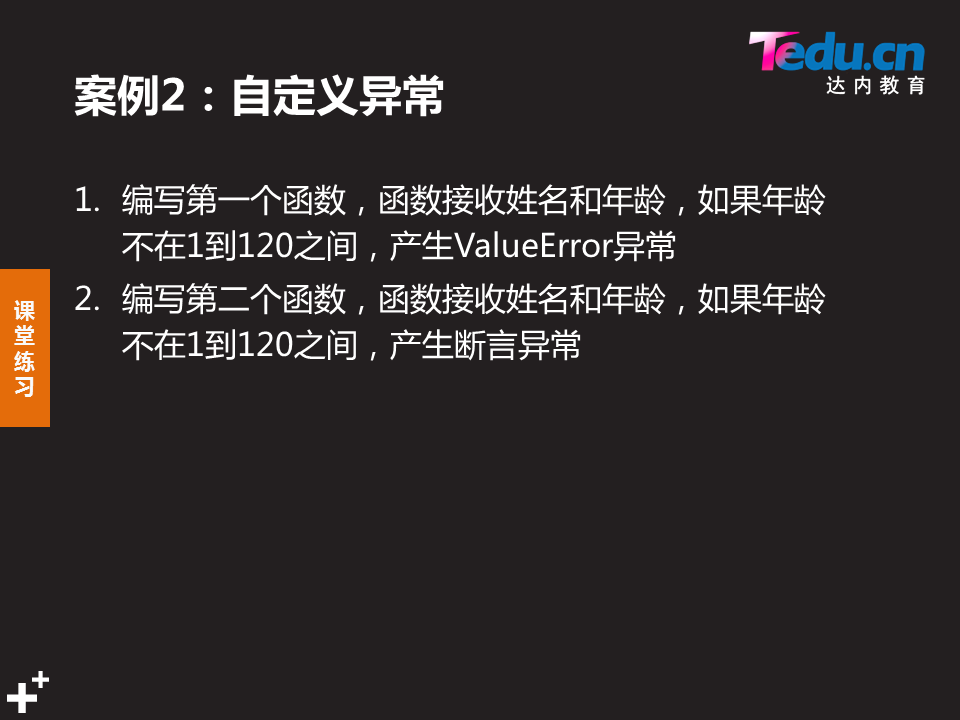 Tedu.cn
达内教育
案例2：自定义异常
1. 编写第一个函数，函数接收姓名和年龄，如果年龄
不在1到120之间，产生ValueError异常
2. 编写第二个函数，函数接收姓名和年龄，如果年龄
不在1到120之间，产生断言异常
课
堂
练
习